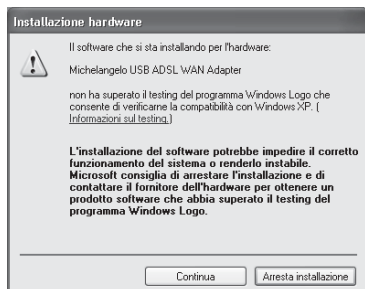 Installazione hardware
Il software che si sta installando per l'hardware:
Michelangelo USB ADSL WAN Adapter
non ha superato il testing del programma Windows Logo che
consente di verificarne la compatibilità con Windows XP. (
Informazioni sul testing.)
L'installazione del software potrebbe impedire il corretto
funzionamento del sistema o renderlo instabile.
Microsoft consiglia di arrestare l'installazione e di
contattare il fornitore dell'hardware per ottenere un
prodotto software che abbia superato il testing del
programma Windows Logo.
Continua
Arresta installazione